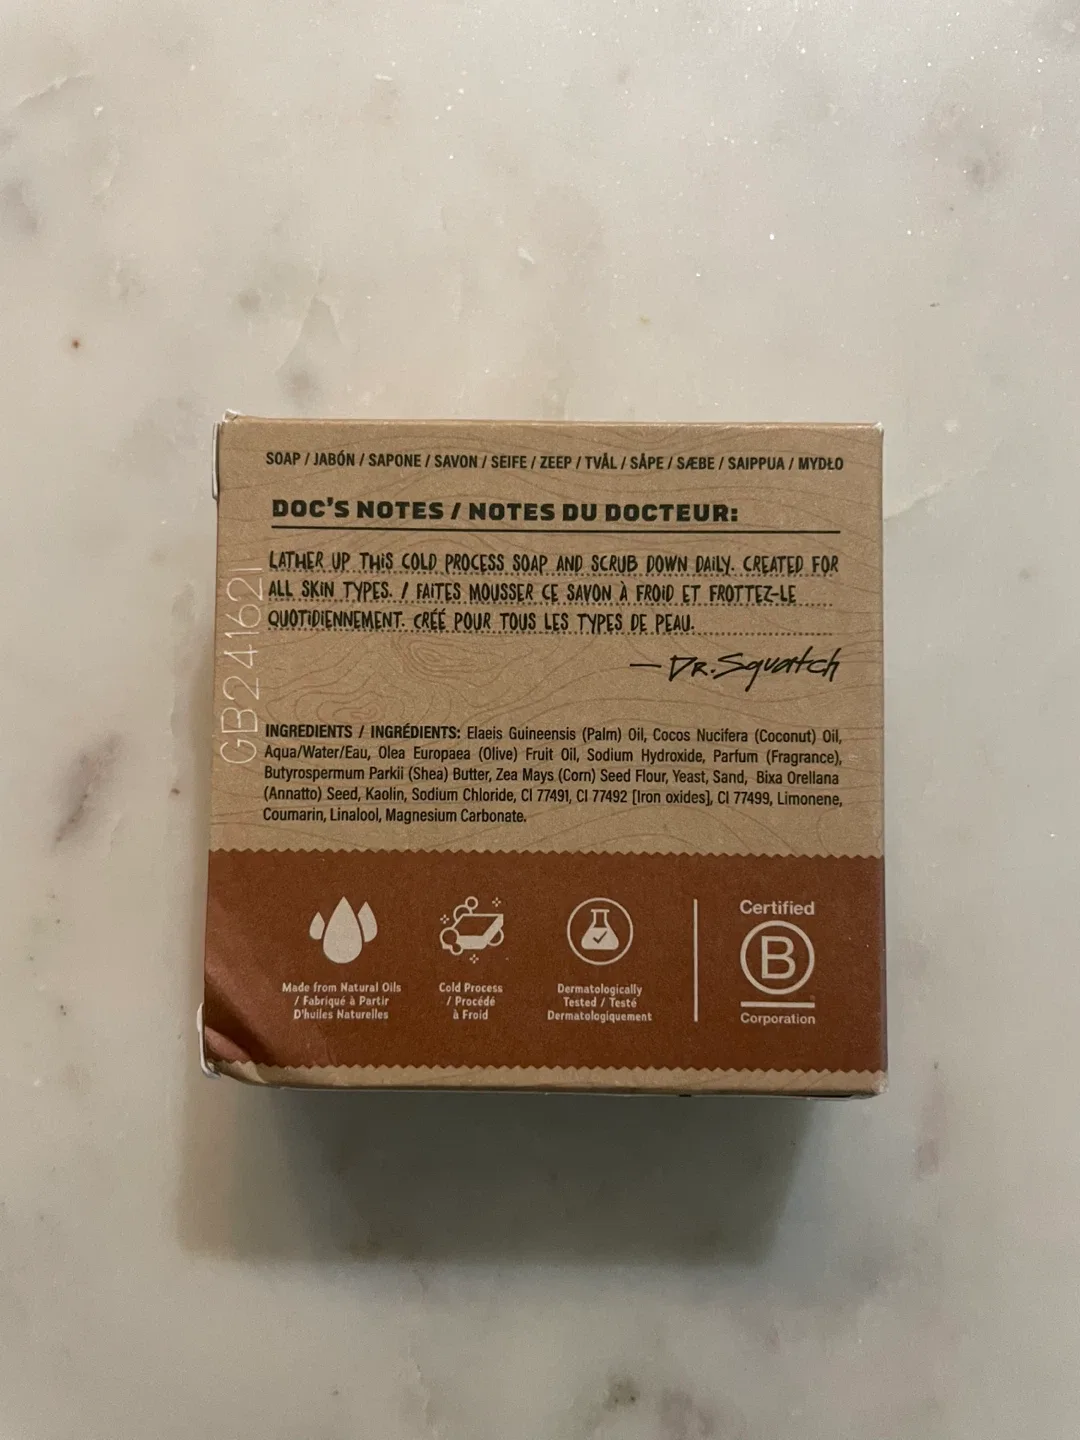 SOAP / JABÓN / SAPONE / SAVON / SEIFE / ZEEP / TVÅL / SÅPE / SÆBE / SAIPPUA / MYDŁO
DOC'S NOTES / NOTES DU DOCTEUR:
LATHER UP THIS COLD PROCESS SOAP AND SCRUB DOWN DAILY. CREATED FOR
ALL SKIN TYPES. / FAITES MOUSSER CE SAVON À FROID ET FROTTEZ-LE
QUOTIDIENNEMENT. CRÉÉ POUR TOUS LES TYPES DE PEAU.
— DR. Squatch
GB241621
INGREDIENTS / INGRÉDIENTS: Elaeis Guineensis (Palm) Oil, Cocos Nucifera (Coconut) Oil,
Aqua/Water/Eau, Olea Europaea (Olive) Fruit Oil, Sodium Hydroxide, Parfum (Fragrance),
Butyrospermum Parkii (Shea) Butter, Zea Mays (Corn) Seed Flour, Yeast, Sand, Bixa Orellana
(Annatto) Seed, Kaolin, Sodium Chloride, CI 77491, CI 77492 [Iron oxides], CI 77499, Limonene,
Coumarin, Linalool, Magnesium Carbonate.
Made from Natural Oils
/ Fabriqué à Partir
D'huiles Naturelles
Cold Process
/ Procédé
à Froid
Dermatologically
Tested / Testé
Dermatologiquement
Certified
B
Corporation